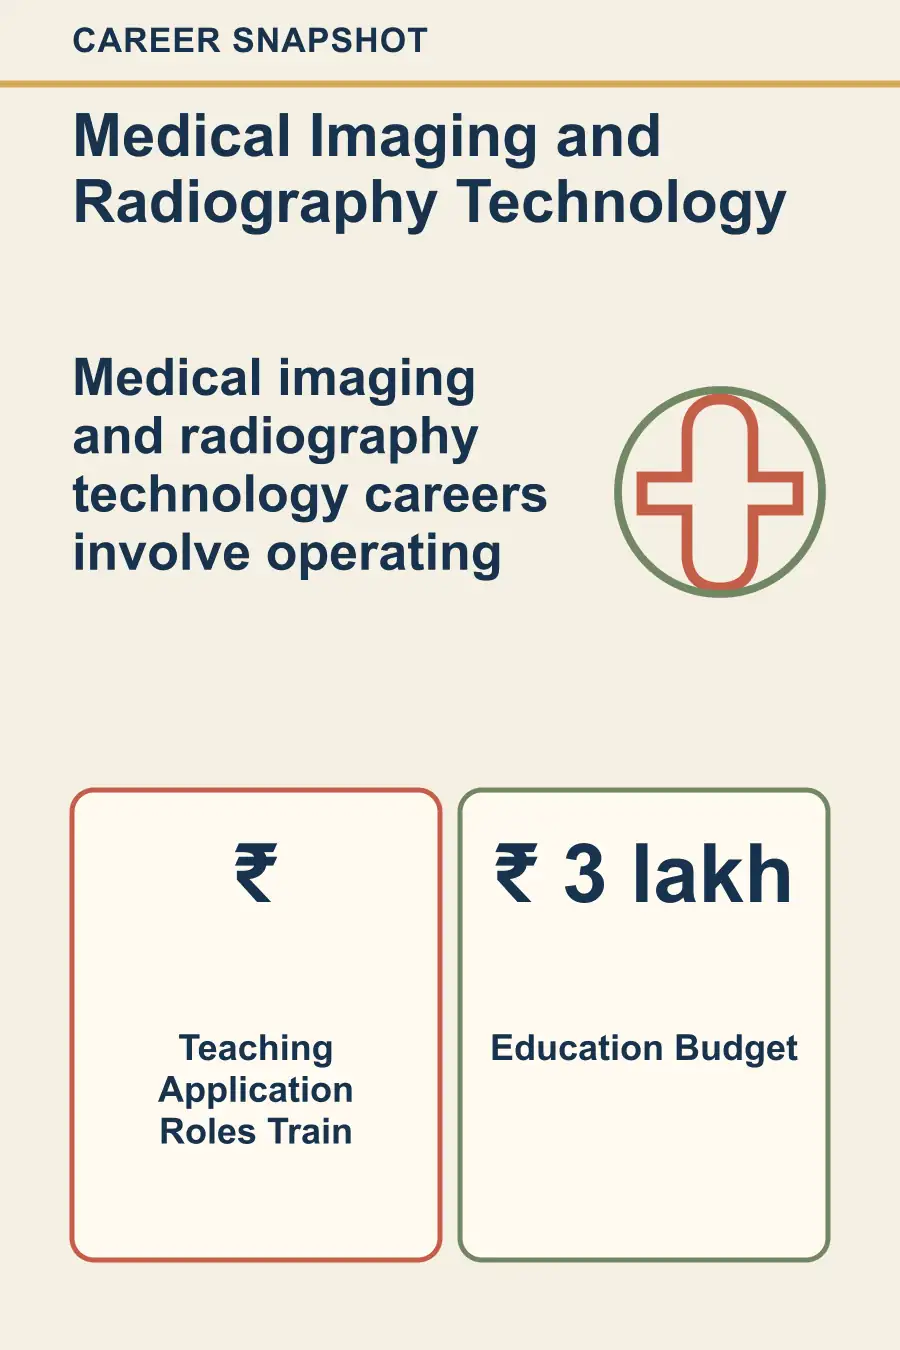 CAREER SNAPSHOT
Medical Imaging and
Radiography Technology
Medical imaging
and radiography
technology careers
involve operating
₹
Teaching
Application
Roles Train
₹ 3 lakh
Education Budget